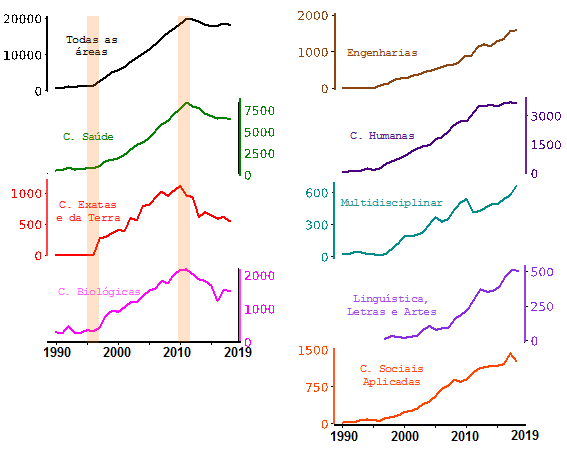 20000
10000
0
Todas as
áreas
7500
5000
2500
0
C. Saúde
1000
500
0
C. Exatas
e da Terra
2000
1000
0
C. Biológicas
1990
2000
2010
2019
2000
1000
0
Engenharias
3000
1500
0
C. Humanas
600
300
0
Multidisciplinar
500
250
0
Linguística,
Letras e Artes
1500
750
0
C. Sociais
Aplicadas
1990
2000
2010
2019